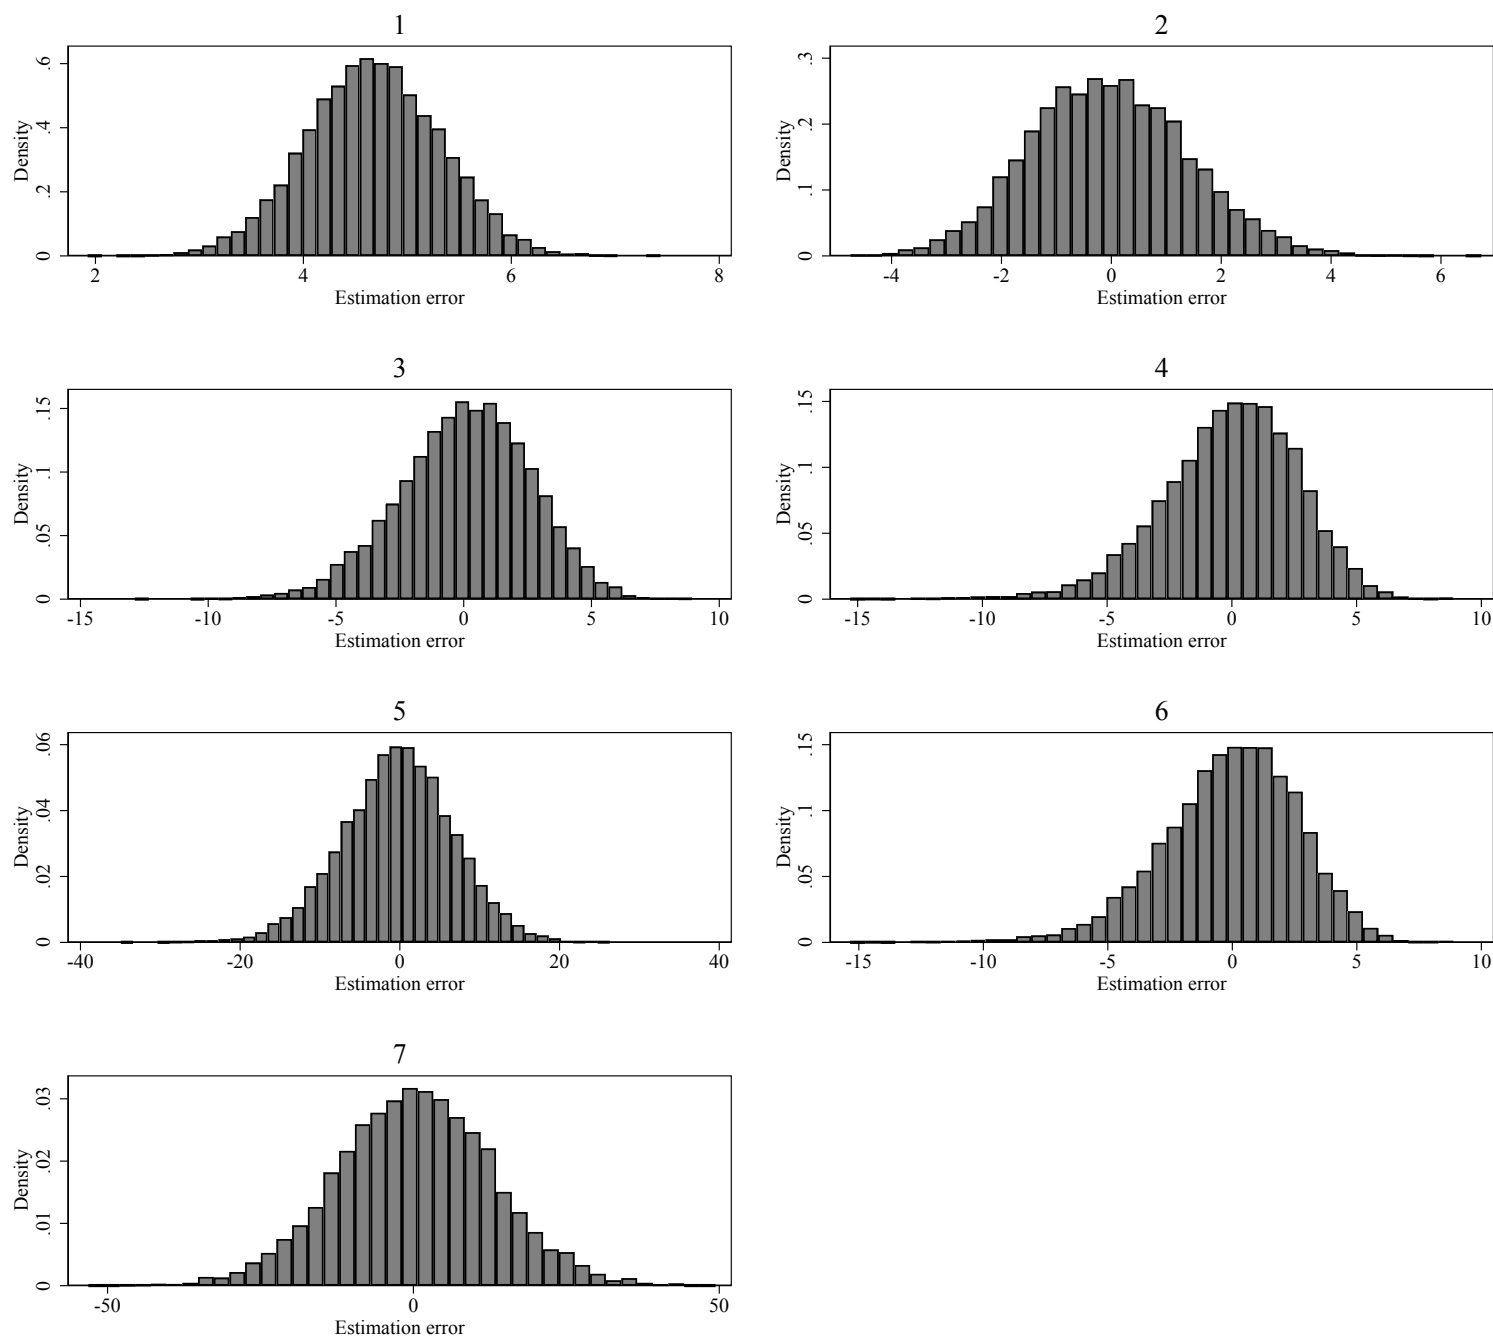 1
Density
0 .2 .4 .6
2 4 6 8
Estimation error
2
Density
0 .1 .2 .3
-4 -2 0 2 4 6
Estimation error
3
Density
0 .05 .1 .15
-15 -10 -5 0 5 10
Estimation error
4
Density
0 .05 .1 .15
-15 -10 -5 0 5 10
Estimation error
5
Density
0 .02 .04 .06
-40 -20 0 20 40
Estimation error
6
Density
0 .05 .1 .15
-15 -10 -5 0 5 10
Estimation error
7
Density
0 .01 .02 .03
-50 0 50
Estimation error